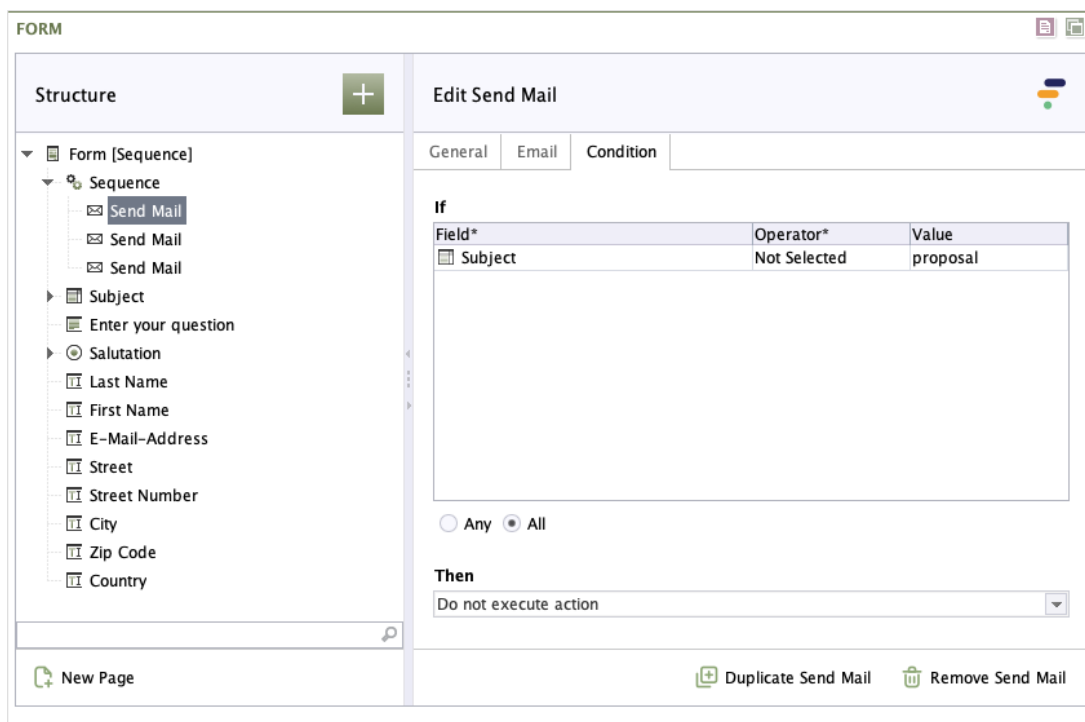 FORM
Structure
Form [Sequence]
Sequence
Send Mail
Send Mail
Send Mail
Subject
Enter your question
Salutation
Last Name
First Name
E-Mail-Address
Street
Street Number
City
Zip Code
Country
New Page
Edit Send Mail
General Email Condition
If
Field* Operator* Value
Subject Not Selected proposal
Any All
Then
Do not execute action
Duplicate Send Mail Remove Send Mail